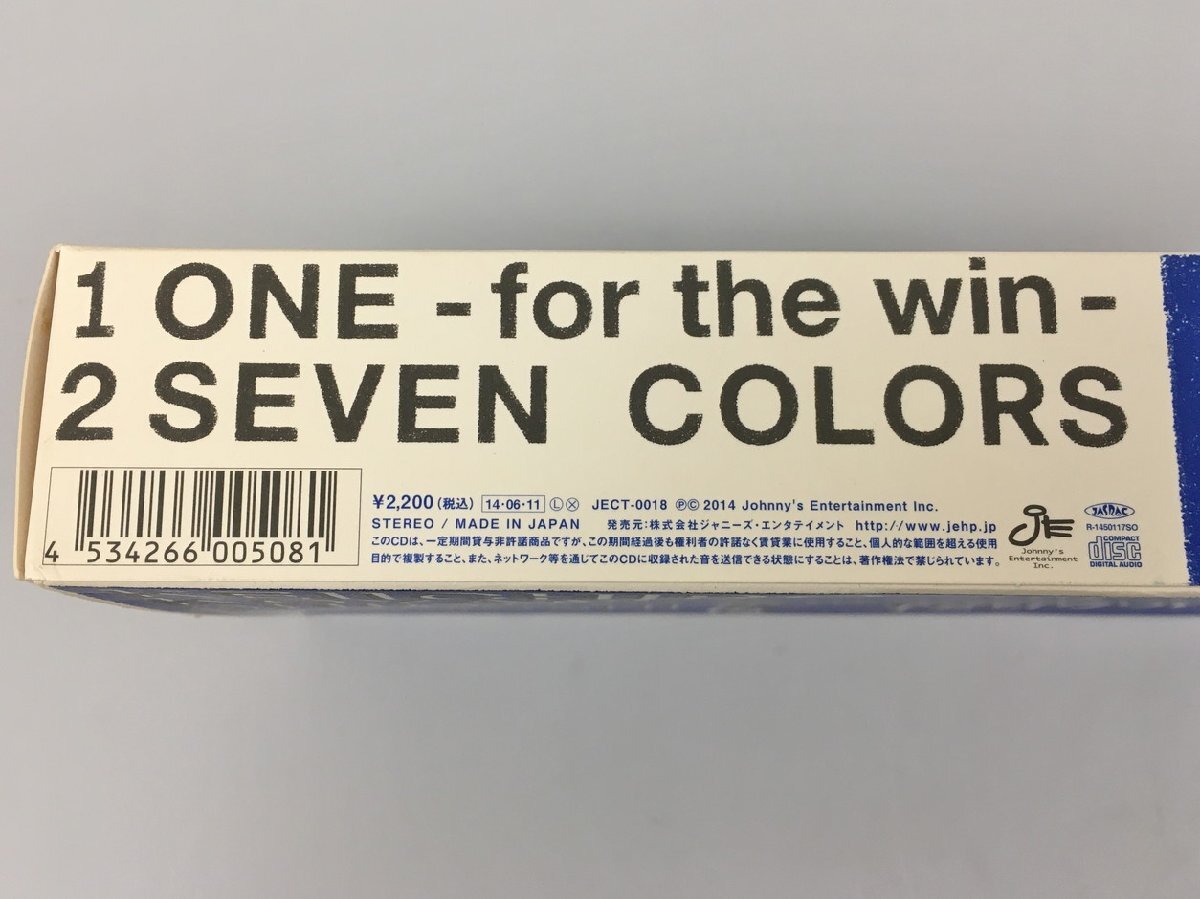 1 ONE -for the win-
2 SEVEN COLORS
4 534266 005081
¥2,200(税込) 14・06・11 Ⓛ Ⓧ JECT-0018 ℗© 2014 Johnny's Entertainment Inc.
STEREO / MADE IN JAPAN 発売元:株式会社ジャニーズ・エンタテイメント http://www.jehp.jp
このCDは、一定期間貸与非許諾商品ですが、この期間経過後も権利者の許諾なく賃貸業に使用すること、個人的な範囲を超える使用
目的で複製すること、また、ネットワーク等を通じてこのCDに収録された音を送信できる状態にすることは、著作権法で禁じられています。
JE
Johnny's
Entertainment
Inc.
JASRAC
R-1450117SO
COMPACT
disc
DIGITAL AUDIO